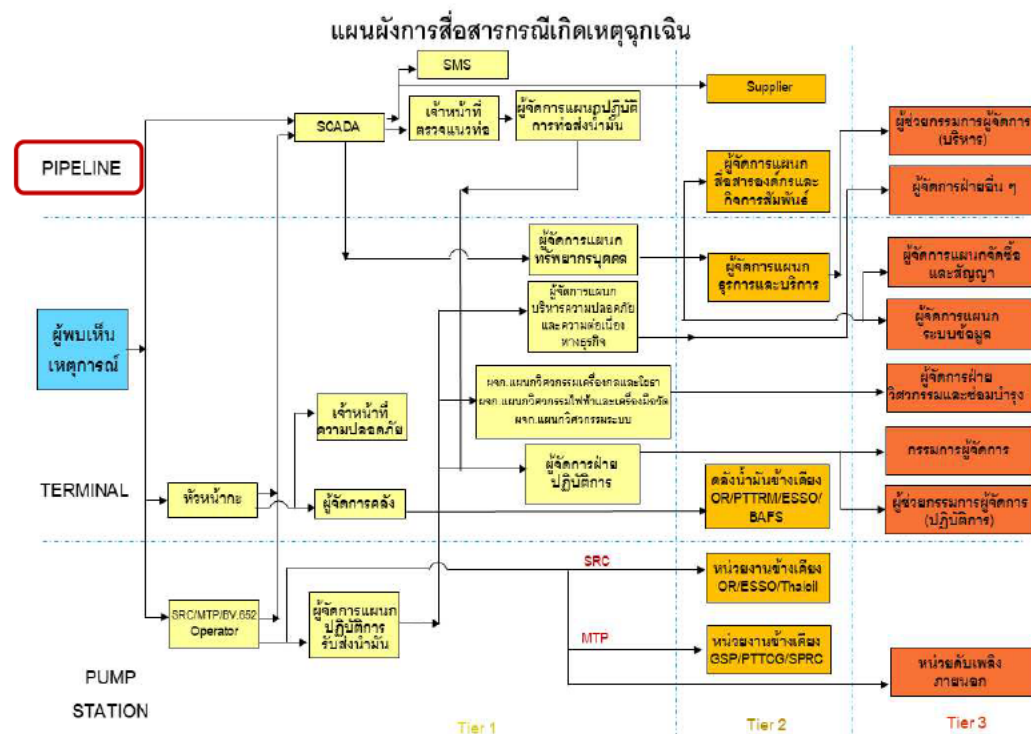 แผนผังการสื่อสารกรณีเกิดเหตุฉุกเฉิน
SMS
Supplier
SCADA
เจ้าหน้าที่
ตรวจแนวท่อ
ผู้จัดการแผนกปฏิบัติ
การท่อส่งน้ำมัน
ผู้ช่วยกรรมการผู้จัดการ
(บริหาร)
PIPELINE
ผู้จัดการแผนก
สื่อสารองค์กรและ
กิจการสัมพันธ์
ผู้จัดการฝ่ายอื่น ๆ
ผู้จัดการแผนก
ทรัพยากรบุคคล
ผู้จัดการแผนก
ธุรการและบริการ
ผู้จัดการแผนกจัดซื้อ
และสัญญา
ผู้พบเห็น
เหตุการณ์
ผู้จัดการแผนก
บริหารความปลอดภัย
และความต่อเนื่อง
ทางธุรกิจ
ผู้จัดการแผนก
ระบบข้อมูล
ผจก.แผนกวิศวกรรมเครื่องกลและโยธา
ผจก.แผนกวิศวกรรมไฟฟ้าและเครื่องมือวัด
ผจก.แผนกวิศวกรรมระบบ
ผู้จัดการฝ่าย
วิศวกรรมและซ่อมบำรุง
เจ้าหน้าที่
ความปลอดภัย
ผู้จัดการฝ่าย
ปฏิบัติการ
กรรมการผู้จัดการ
TERMINAL
หัวหน้ากะ
ผู้จัดการคลัง
คลังน้ำมันข้างเคียง
OR/PTTRM/ESSO/
BAFS
ผู้ช่วยกรรมการผู้จัดการ
(ปฏิบัติการ)
SRC
หน่วยงานข้างเคียง
OR/ESSO/Thaioil
SRC/MTP/BV.652
Operator
ผู้จัดการแผนก
ปฏิบัติการ
รับส่งน้ำมัน
MTP
หน่วยงานข้างเคียง
GSP/PTTCG/SPRC
หน่วยดับเพลิง
ภายนอก
PUMP
STATION
Tier 1
Tier 2
Tier 3